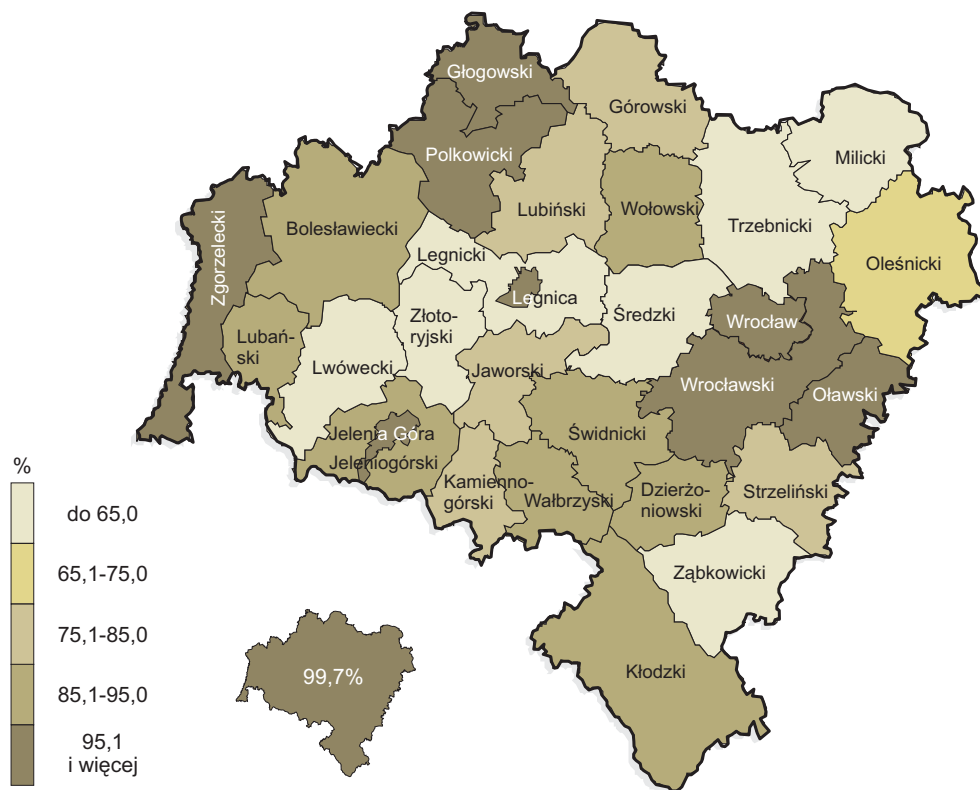 Głogowski
Górowski
Polkowicki
Milicki
Lubiński
Wołowski
Trzebnicki
Bolesławiecki
Zgorzelecki
Legnicki
Oleśnicki
Legnica
Złoto-
ryjski
Średzki
Wrocław
Lubań-
ski
Lwówecki
Jaworski
Wrocławski
Oławski
Jelenia Góra
Świdnicki
Jeleniogórski
Kamienno-
górski
Wałbrzyski
Dzierżo-
niowski
Strzeliński
Ząbkowicki
Kłodzki
%
do 65,0
65,1-75,0
75,1-85,0
85,1-95,0
95,1
i więcej
99,7%